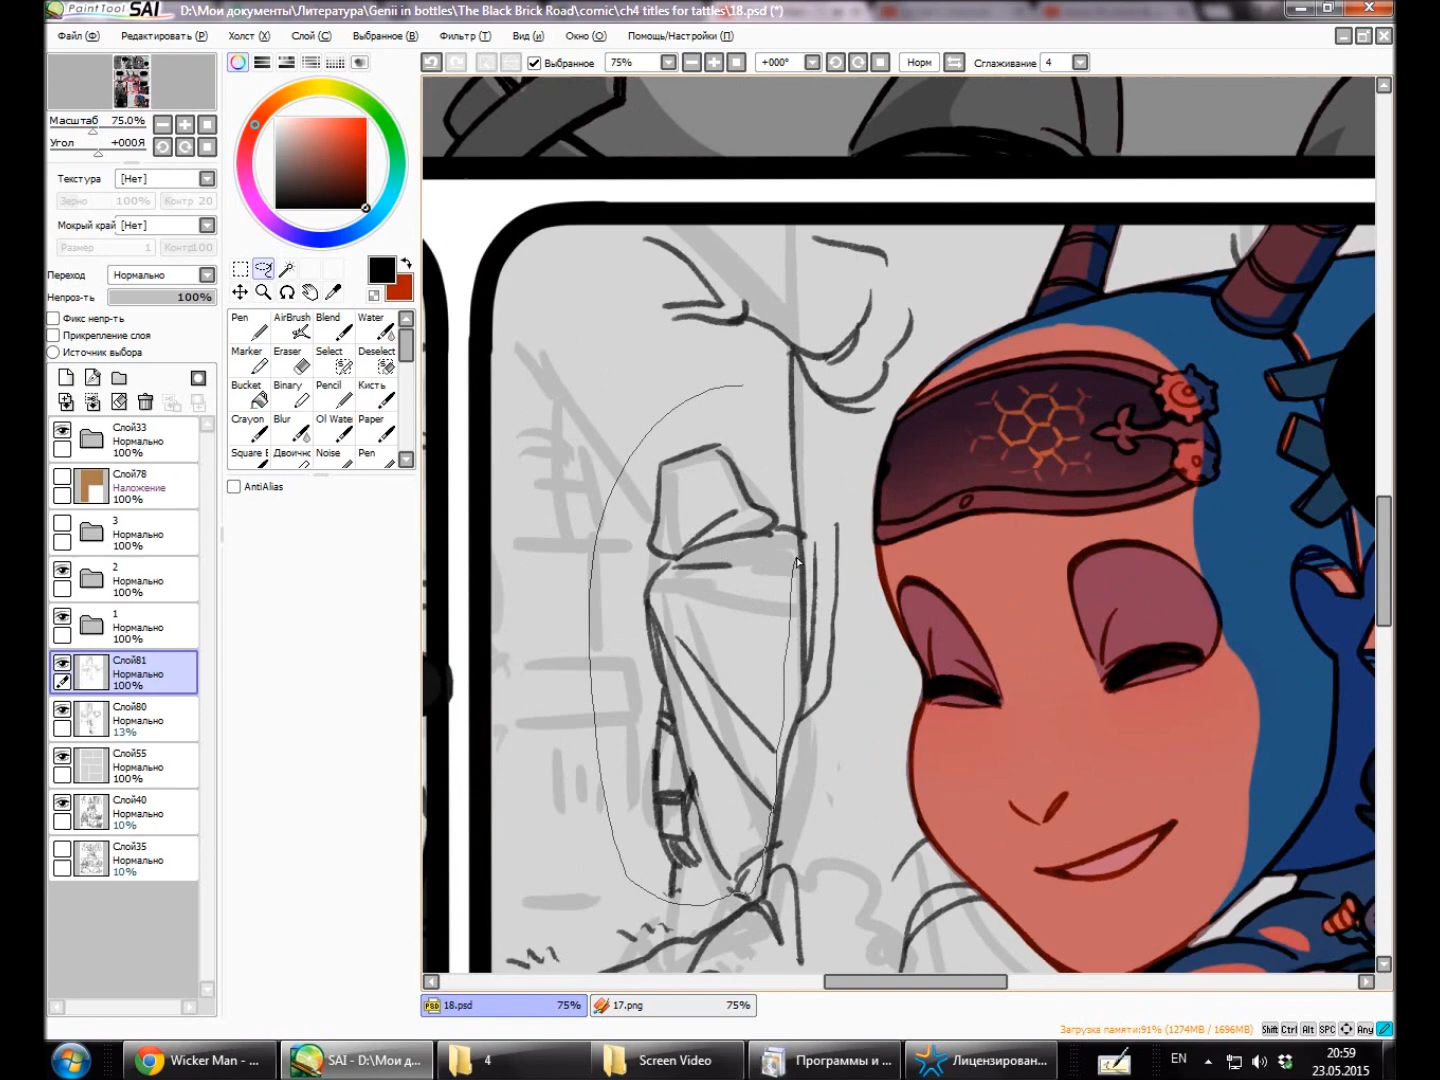 PaintTool SAI D:\Мои документы\Литература\Genii in bottles\The Black Brick Road\comic\ch4 titles for tattles\18.psd (*)
Файл (Ф) Редактировать (Р) Холст (X) Слой (C) Выбранное (B) Фильтр (T) Вид (и) Окно (O) Помощь/Настройки (П)
Выбранное 75% +000° Норм Сглаживание 4
Масштаб 75.0%
Угол +000Я
Текстура [Нет]
Зерно 100% Контр 20
Мокрый край [Нет]
Размер 1 Контр 100
Переход Нормально
Непроз-ть 100%
Фикс непр-ть
Прикрепление слоя
Источник выбора
Pen AirBrush Blend Water
Marker Eraser Select Deselect
Bucket Binary Pencil Кисть
Crayon Blur Oil Wate Paper
Square E Двоичнс Noise Pen
AntiAlias
Слой33
Нормально
100%
Слой78
Наложение
100%
3
Нормально
100%
2
Нормально
100%
1
Нормально
100%
Слой81
Нормально
100%
Слой80
Нормально
13%
Слой55
Нормально
100%
Слой40
Нормально
10%
Слой35
Нормально
10%
18.psd 75% 17.png 75%
Загрузка памяти:91% (1274MB / 1696MB) Shift Ctrl Alt SPC Any
Wicker Man - ... SAI - D:\Мои д... 4 Screen Video Программы и ... Лицензирован... EN 20:59
23.05.2015